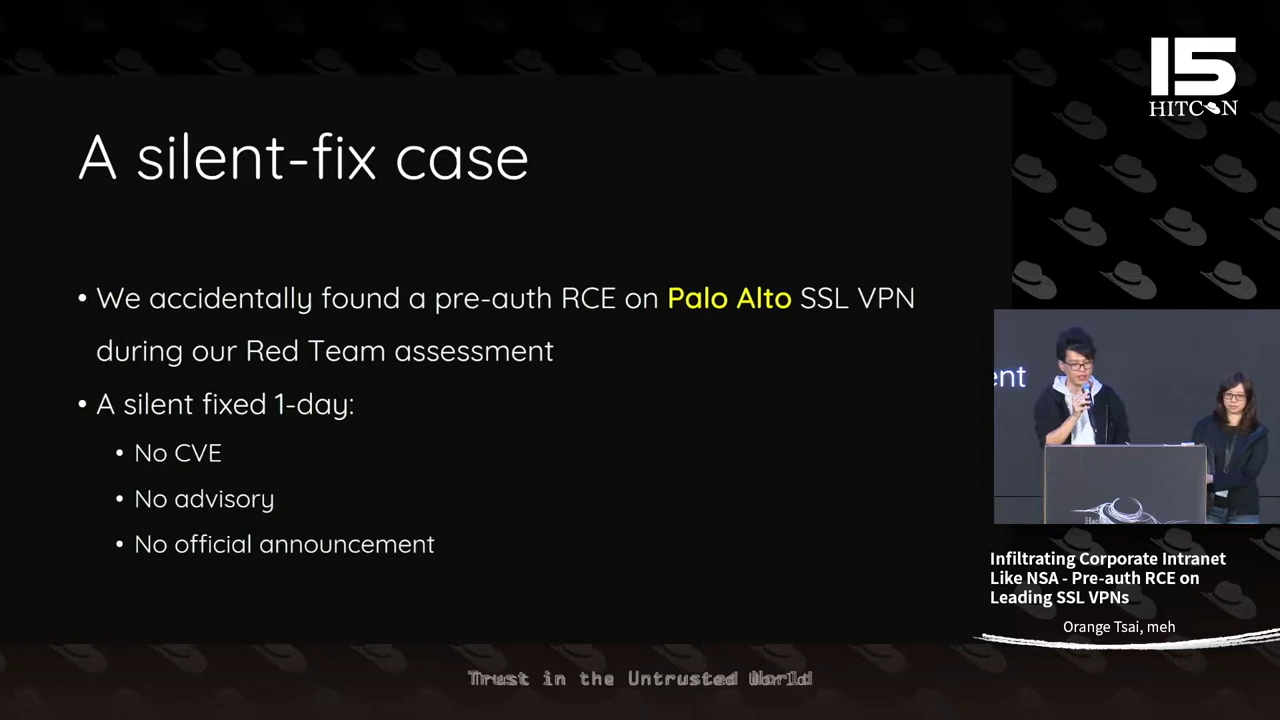 15
HITCON
A silent-fix case
• We accidentally found a pre-auth RCE on Palo Alto SSL VPN
during our Red Team assessment
• A silent fixed 1-day:
• No CVE
• No advisory
• No official announcement
ent
Infiltrating Corporate Intranet
Like NSA - Pre-auth RCE on
Leading SSL VPNs
Orange Tsai, meh
Trust in the Untrusted World